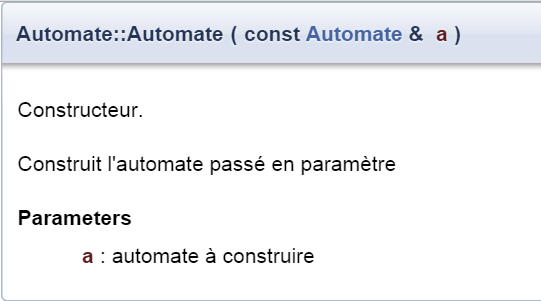 Automate::Automate ( const Automate & a )
Constructeur.
Construit l'automate passé en paramètre
Parameters
a : automate à construire